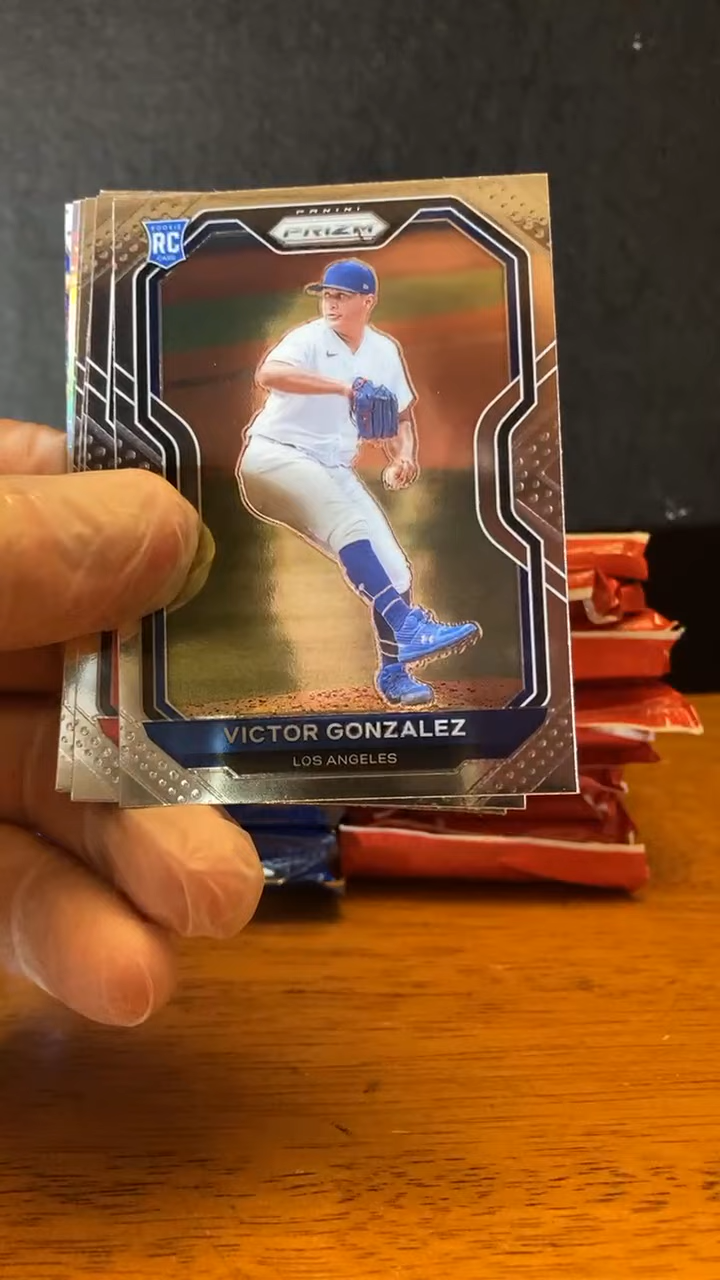 PANINI
PRIZM
ROOKIE
RC
CARD
VICTOR GONZALEZ
LOS ANGELES